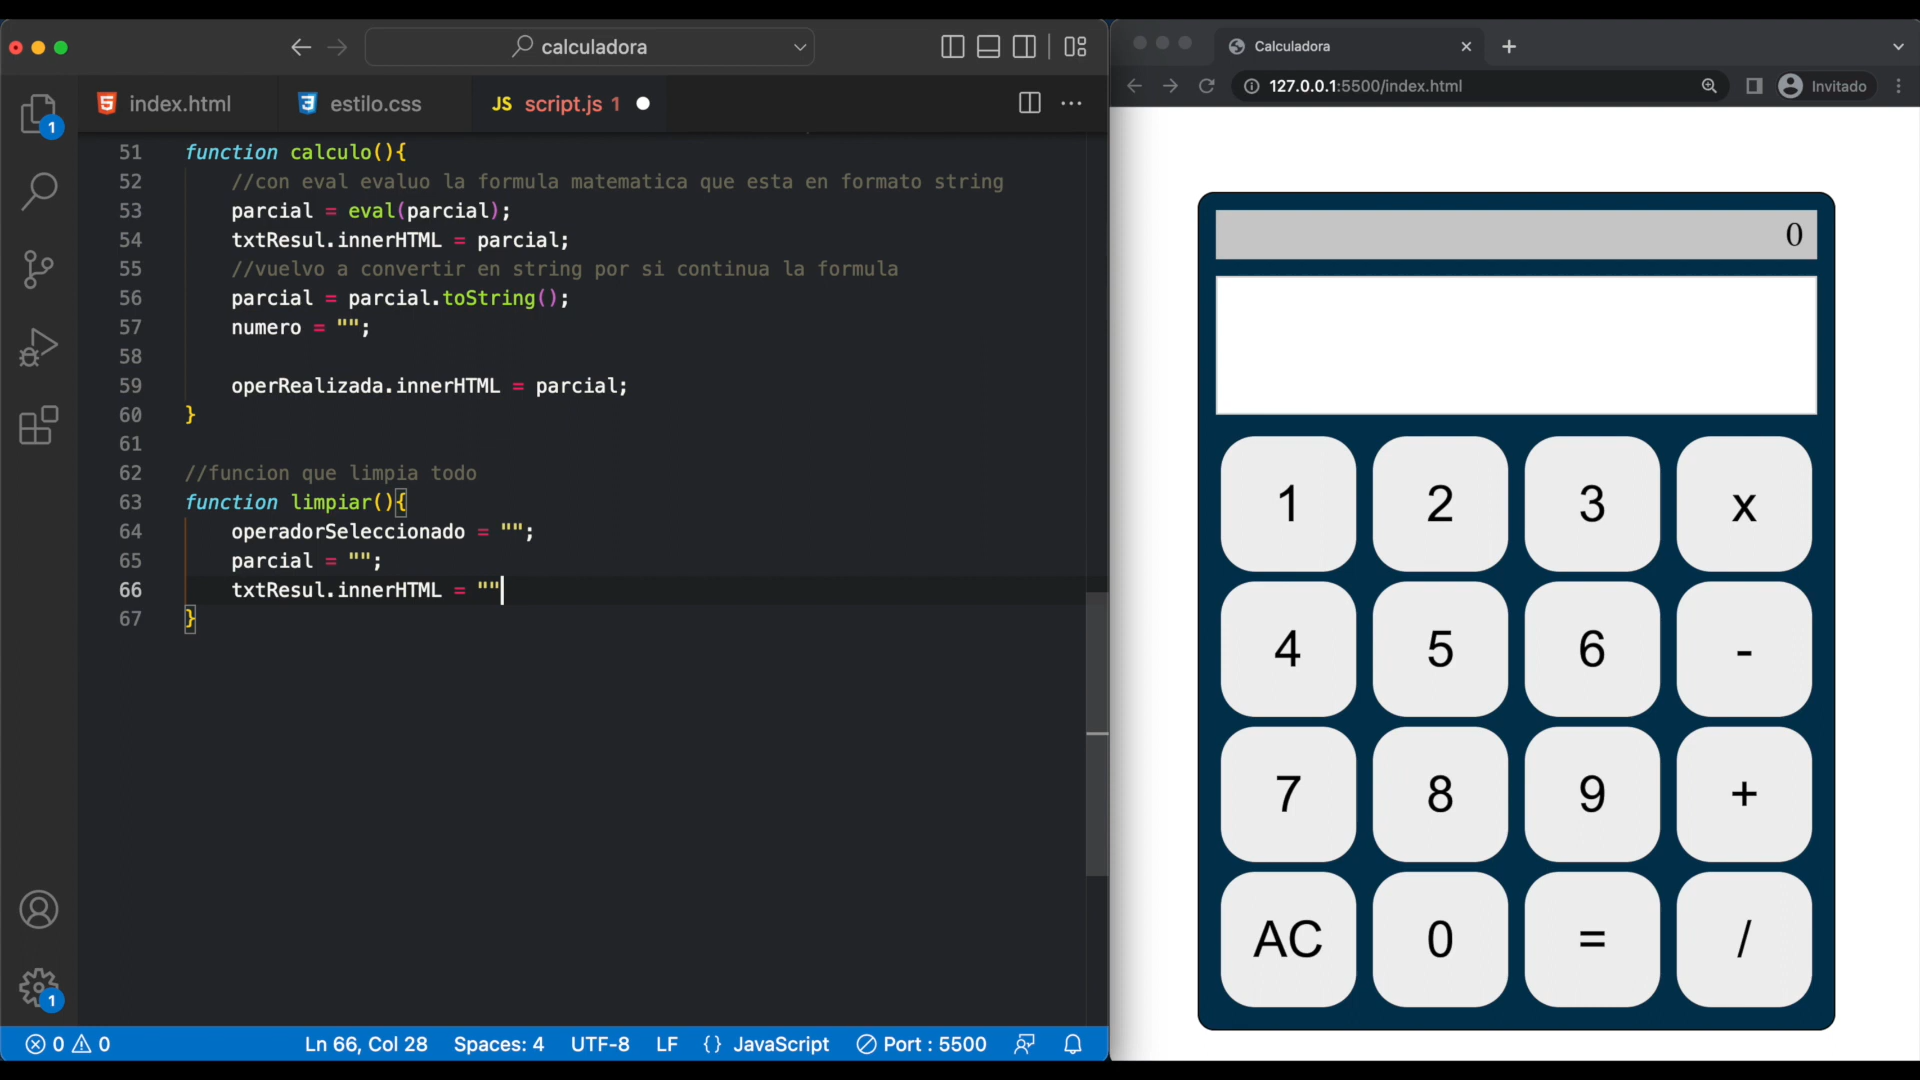 calculadora
index.html
estilo.css
JS script.js 1
51 function calculo(){
52 //con eval evaluo la formula matematica que esta en formato string
53 parcial = eval(parcial);
54 txtResul.innerHTML = parcial;
55 //vuelvo a convertir en string por si continua la formula
56 parcial = parcial.toString();
57 numero = "";
58
59 operRealizada.innerHTML = parcial;
60 }
61
62 //funcion que limpia todo
63 function limpiar(){
64 operadorSeleccionado = "";
65 parcial = "";
66 txtResul.innerHTML = ""
67 }
1
1
0 0
Ln 66, Col 28
Spaces: 4
UTF-8
LF
{} JavaScript
Port : 5500
Calculadora
127.0.0.1:5500/index.html
Invitado
0
1 2 3 x
4 5 6 -
7 8 9 +
AC 0 = /